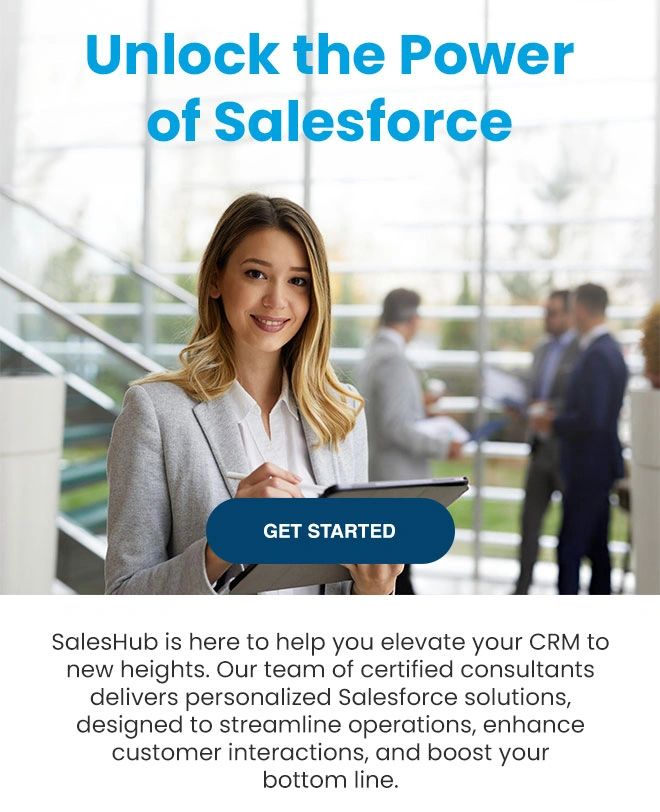 Unlock the Power
of Salesforce
GET STARTED
SalesHub is here to help you elevate your CRM to
new heights. Our team of certified consultants
delivers personalized Salesforce solutions,
designed to streamline operations, enhance
customer interactions, and boost your
bottom line.